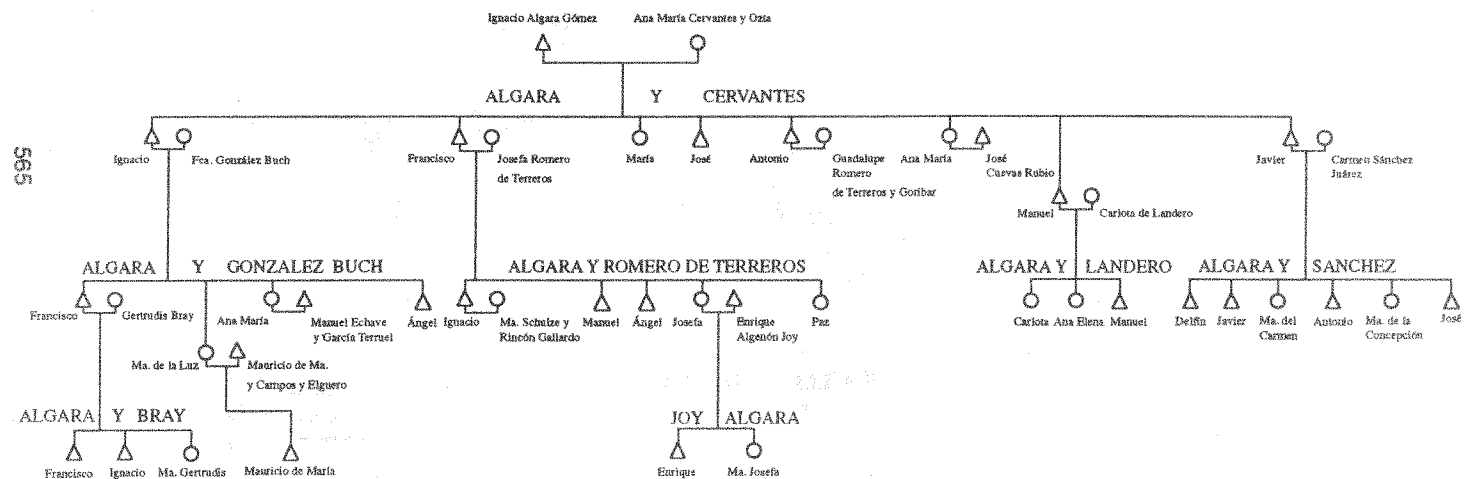 Ignacio Algara Gómez
Ana María Cervantes y Ozta
ALGARA Y CERVANTES
565
Ignacio
Fca. González Buch
Francisco
Josefa Romero
de Terreros
María
José
Antonio
Guadalupe
Romero
de Terreros y Goribar
Ana María
José
Cuevas Rubio
Manuel
Carlota de Landero
Javier
Carmen Sánchez
Juárez
ALGARA Y GONZALEZ BUCH
ALGARA Y ROMERO DE TERREROS
ALGARA Y LANDERO
ALGARA Y SANCHEZ
Francisco
Gertrudis Bray
Ana María
Manuel Echave
y García Terruel
Ángel
Ignacio
Ma. Schulze y
Rincón Gallardo
Manuel
Ángel
Josefa
Enrique
Algenón Joy
Paz
Carlota
Ana Elena
Manuel
Delfín
Javier
Ma. del
Carmen
Antonio
Ma. de la
Concepción
José
Ma. de la Luz
Mauricio de Ma.
y Campos y Elguero
ALGARA Y BRAY
JOY ALGARA
Francisco
Ignacio
Ma. Gertrudis
Mauricio de María
Enrique
Ma. Josefa